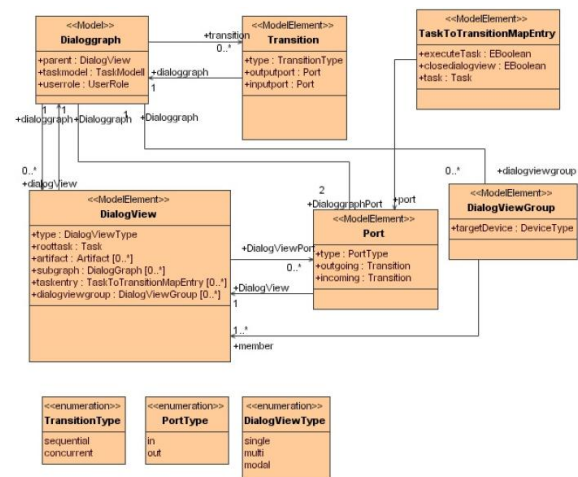 <<Model>>
Dialoggraph
+parent : DialogView
+taskmodel : TaskModell
+userrole : UserRole
+transition
0..*
+dialoggraph
1
<<ModelElement>>
Transition
+type : TransitionType
+outputport : Port
+inputport : Port
<<ModelElement>>
TaskToTransitionMapEntry
+executeTask : EBoolean
+closedialogview : EBoolean
+task : Task
1
1
1
+dialoggraph
+Dialoggraph
+Dialoggraph
0..*
+dialogView
2
+DialoggraphPort
+port
0..*
+dialogviewgroup
<<ModelElement>>
DialogView
+type : DialogViewType
+roottask : Task
+artifact : Artifact [0..*]
+subgraph : DialogGraph [0..*]
+taskentry : TaskToTransitionMapEntry [0..*]
+dialogviewgroup : DialogViewGroup [0..*]
+DialogViewPort
0..*
+DialogView
1
<<ModelElement>>
Port
+type : PortType
+outgoing : Transition
+incoming : Transition
<<ModelElement>>
DialogViewGroup
+targetDevice : DeviceType
1..*
+member
<<enumeration>>
TransitionType
sequential
concurrent
<<enumeration>>
PortType
in
out
<<enumeration>>
DialogViewType
single
multi
modal